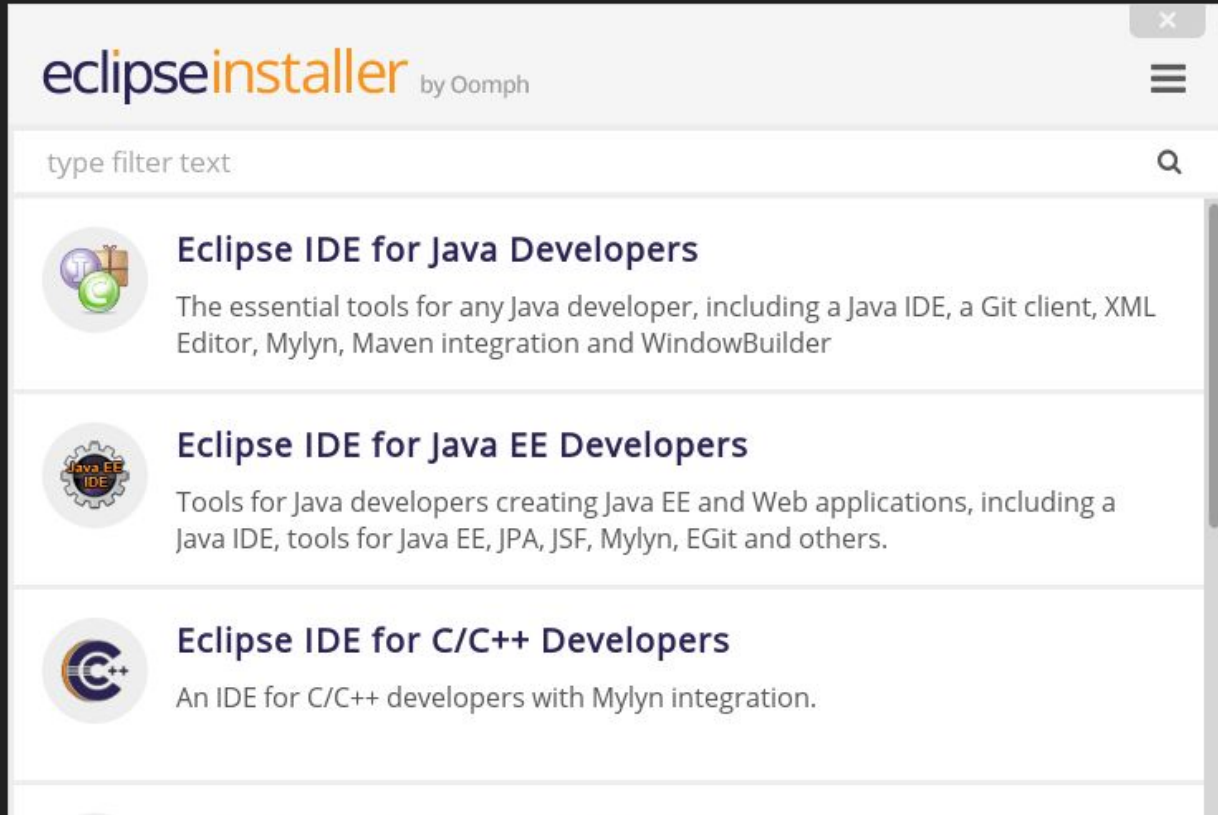 eclipseinstaller by Oomph
type filter text
Eclipse IDE for Java Developers
The essential tools for any Java developer, including a Java IDE, a Git client, XML
Editor, Mylyn, Maven integration and WindowBuilder
Java EE
IDE
Eclipse IDE for Java EE Developers
Tools for Java developers creating Java EE and Web applications, including a
Java IDE, tools for Java EE, JPA, JSF, Mylyn, EGit and others.
C++
Eclipse IDE for C/C++ Developers
An IDE for C/C++ developers with Mylyn integration.